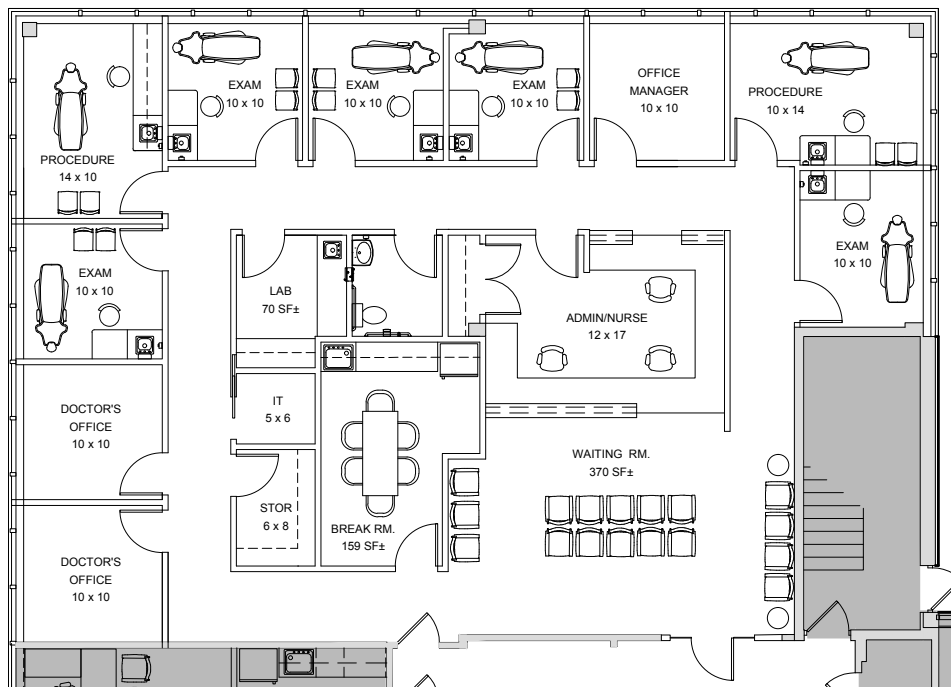 EXAM
10 x 10
EXAM
10 x 10
EXAM
10 x 10
OFFICE
MANAGER
10 x 10
PROCEDURE
10 x 14
PROCEDURE
14 x 10
EXAM
10 x 10
EXAM
10 x 10
LAB
70 SF±
ADMIN/NURSE
12 x 17
IT
5 x 6
DOCTOR'S
OFFICE
10 x 10
WAITING RM.
370 SF±
STOR
6 x 8
BREAK RM.
159 SF±
DOCTOR'S
OFFICE
10 x 10